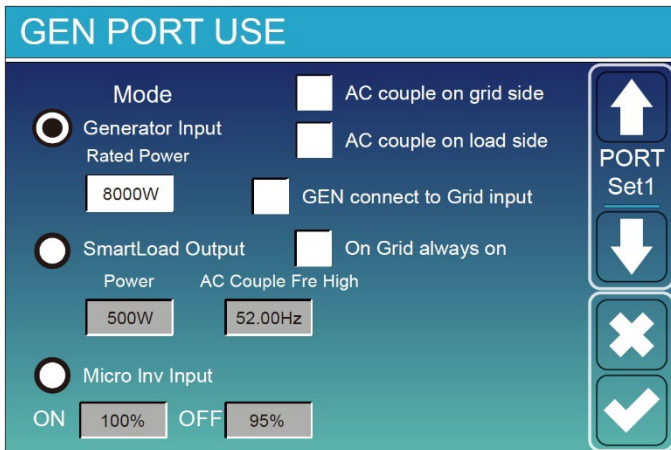 GEN PORT USE
Mode
AC couple on grid side
Generator Input
AC couple on load side
Rated Power
8000W
GEN connect to Grid input
SmartLoad Output
On Grid always on
Power
AC Couple Fre High
500W
52.00Hz
Micro Inv Input
ON 100% OFF 95%
PORT
Set1